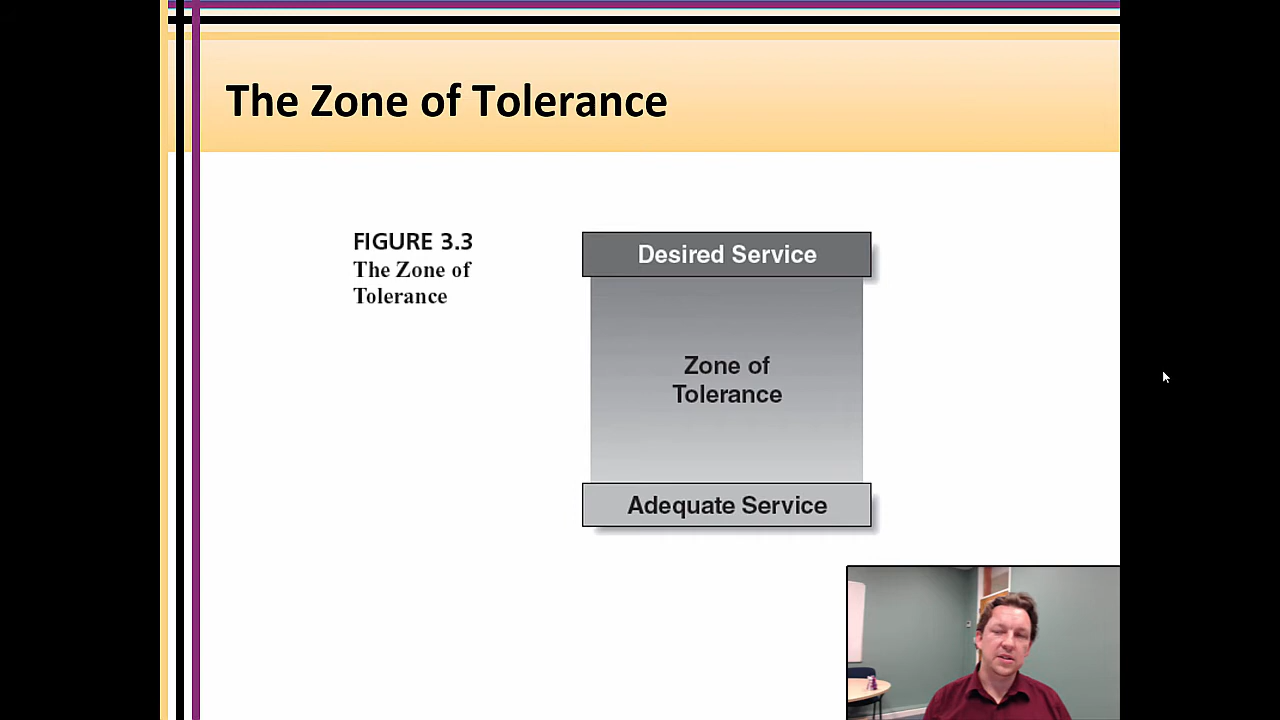 The Zone of Tolerance
FIGURE 3.3
The Zone of
Tolerance
Desired Service
Zone of
Tolerance
Adequate Service